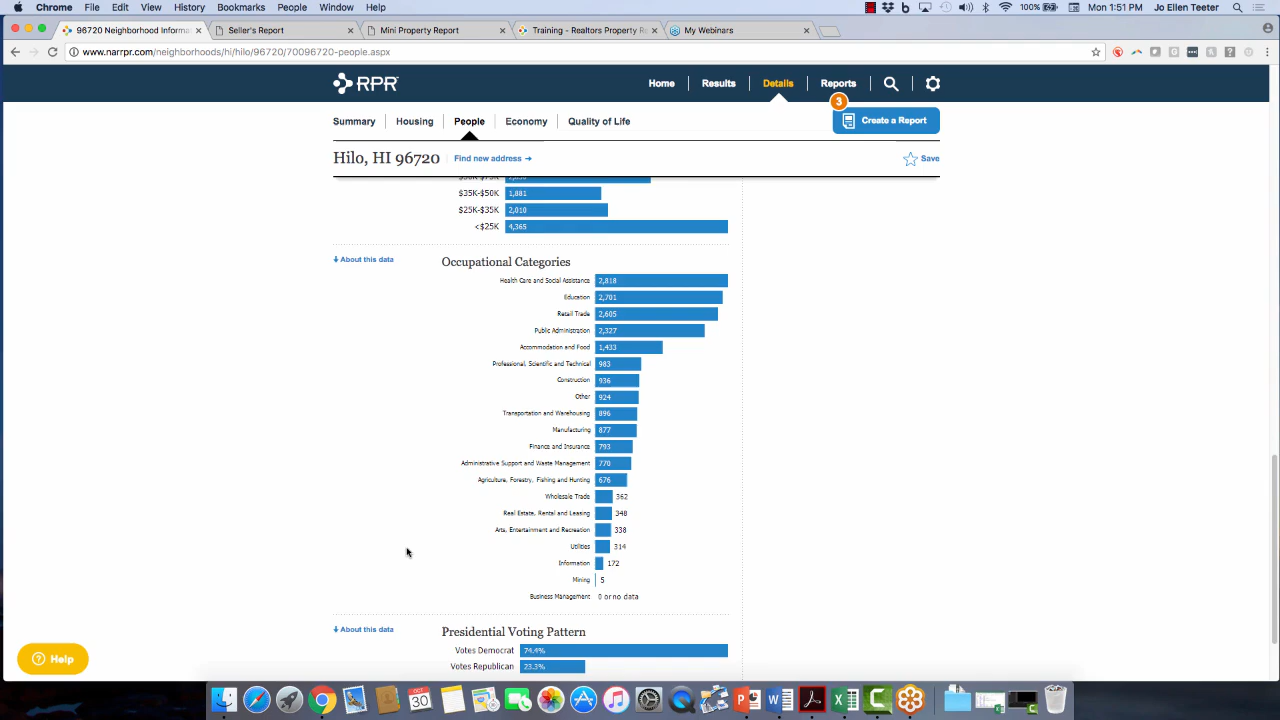 Chrome File Edit View History Bookmarks People Window Help 100% Mon 1:51 PM Jo Ellen Teeter
96720 Neighborhood Informa × Seller's Report × Mini Property Report × Training - Realtors Property R × My Webinars ×
www.narrpr.com/neighborhoods/hi/hilo/96720/70096720-people.aspx
RPR Home Results Details Reports
3
Summary Housing People Economy Quality of Life Create a Report
Hilo, HI 96720 Find new address Save
$35K-$50K 1,881
$25K-$35K 2,010
<$25K 4,365
About this data Occupational Categories
Health Care and Social Assistance 2,818
Education 2,701
Retail Trade 2,605
Public Administration 2,327
Accommodation and Food 1,433
Professional, Scientific and Technical 983
Construction 936
Other 924
Transportation and Warehousing 896
Manufacturing 877
Finance and Insurance 793
Administrative Support and Waste Management 770
Agriculture, Forestry, Fishing and Hunting 676
Wholesale Trade 362
Real Estate, Rental and Leasing 348
Arts, Entertainment and Recreation 338
Utilities 314
Information 172
Mining 5
Business Management 0 or no data
About this data Presidential Voting Pattern
Votes Democrat 74.4%
Votes Republican 23.3%
? Help
OCT
30